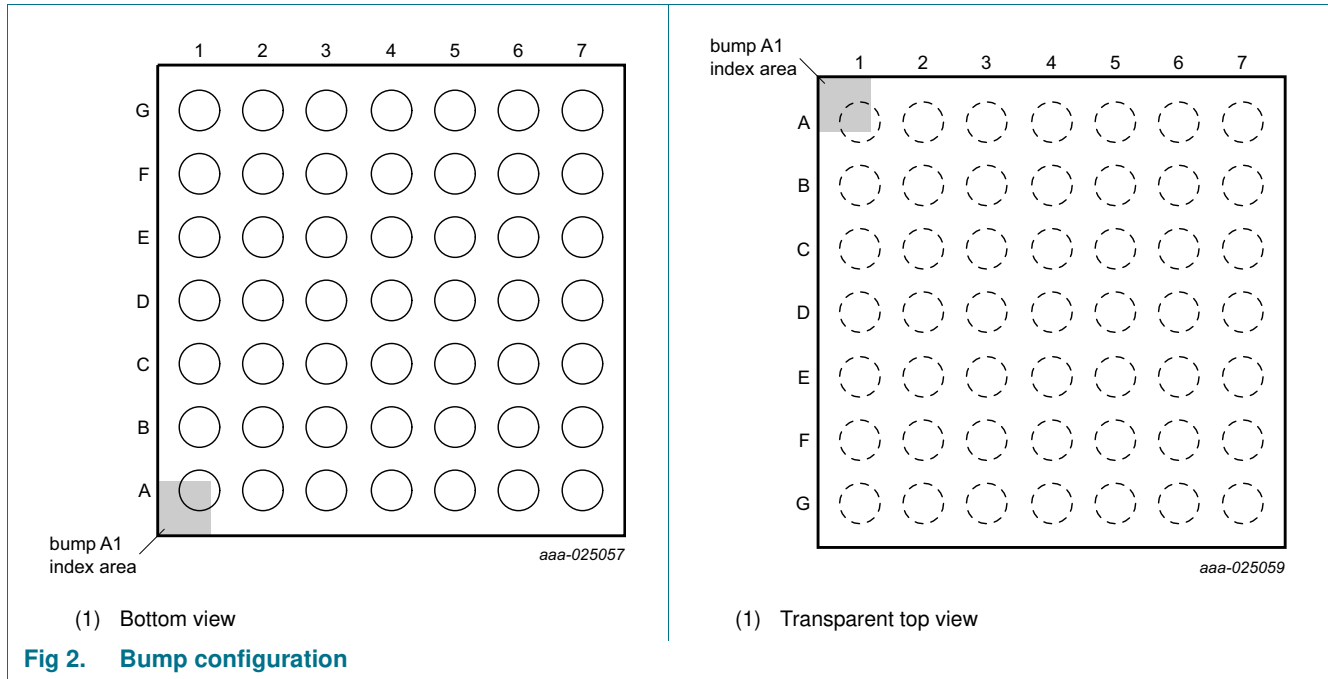 1 2 3 4 5 6 7
G
F
E
D
C
B
A
bump A1
index area
aaa-025057
(1) Bottom view
bump A1
index area
1 2 3 4 5 6 7
A
B
C
D
E
F
G
aaa-025059
(1) Transparent top view
Fig 2. Bump configuration